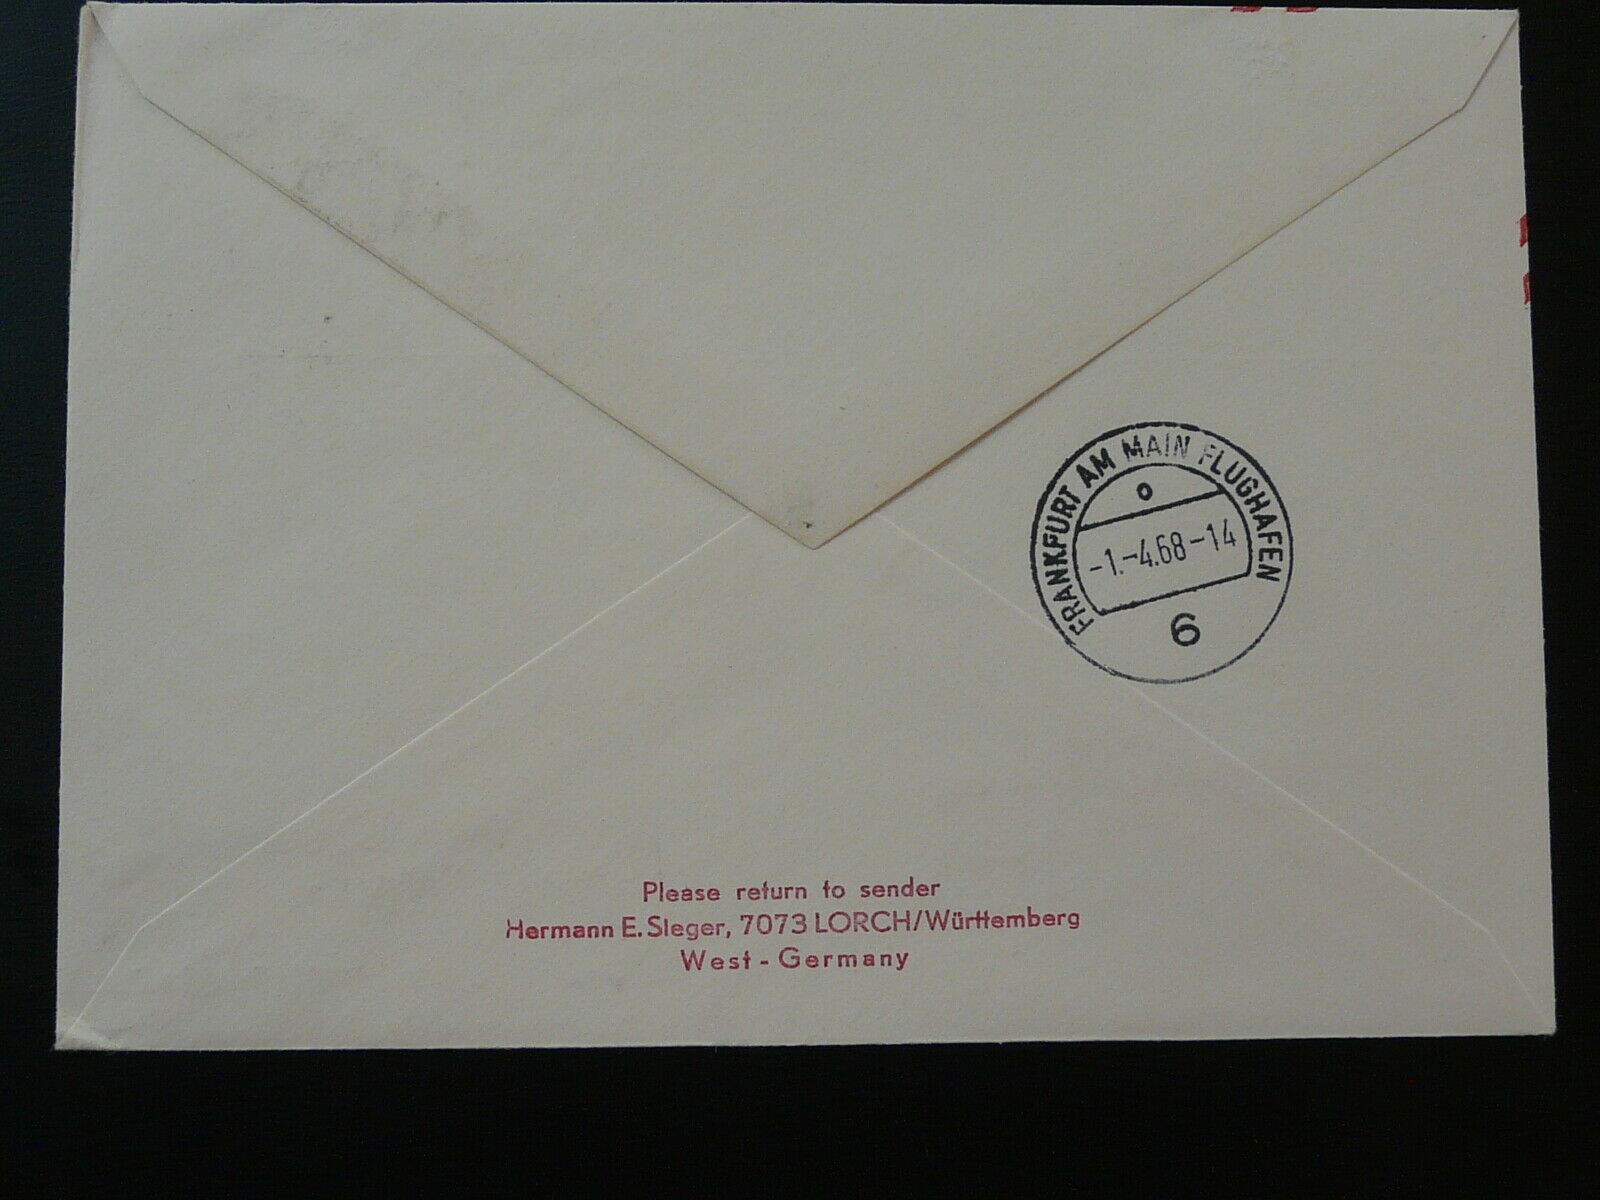 FRANKFURT AM MAIN FLUGHAFEN
o
-1.-4.68-14
6
Please return to sender
Hermann E. Sieger, 7073 LORCH/Württemberg
West - Germany